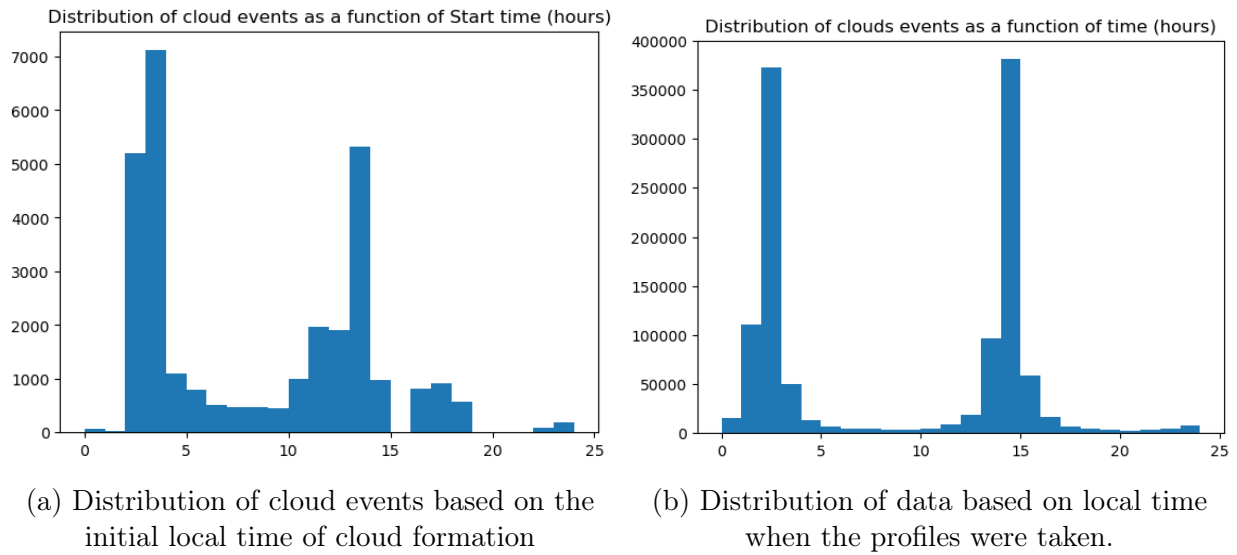 Distribution of cloud events as a function of Start time (hours)
7000
6000
5000
4000
3000
2000
1000
0
0 5 10 15 20 25
(a) Distribution of cloud events based on the
initial local time of cloud formation
Distribution of clouds events as a function of time (hours)
400000
350000
300000
250000
200000
150000
100000
50000
0
0 5 10 15 20 25
(b) Distribution of data based on local time
when the profiles were taken.